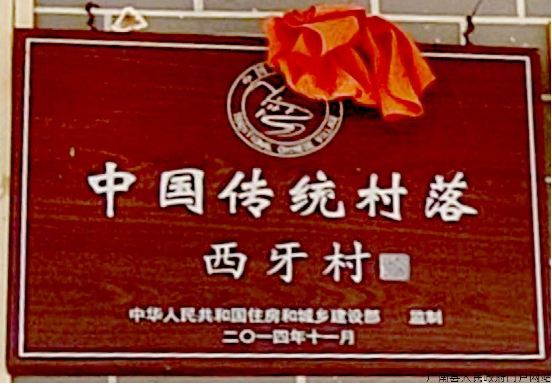 中国传统村落
西牙村
中华人民共和国住房和城乡建设部 监制
二〇一四年十一月